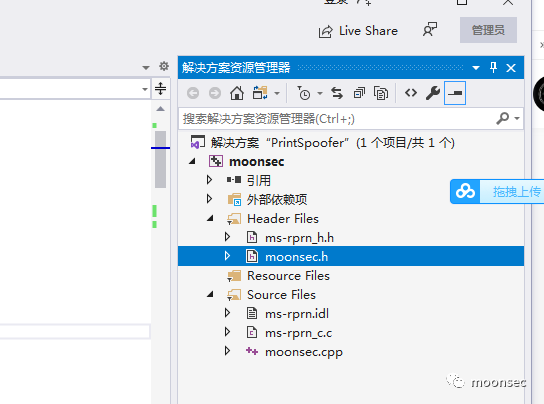 Live Share
管理员
解决方案资源管理器
搜索解决方案资源管理器(Ctrl+;)
解决方案“PrintSpoofer”(1 个项目/共 1 个)
moonsec
引用
外部依赖项
拖拽上传
Header Files
ms-rprn_h.h
moonsec.h
Resource Files
Source Files
ms-rprn.idl
ms-rprn_c.c
moonsec.cpp
moonsec